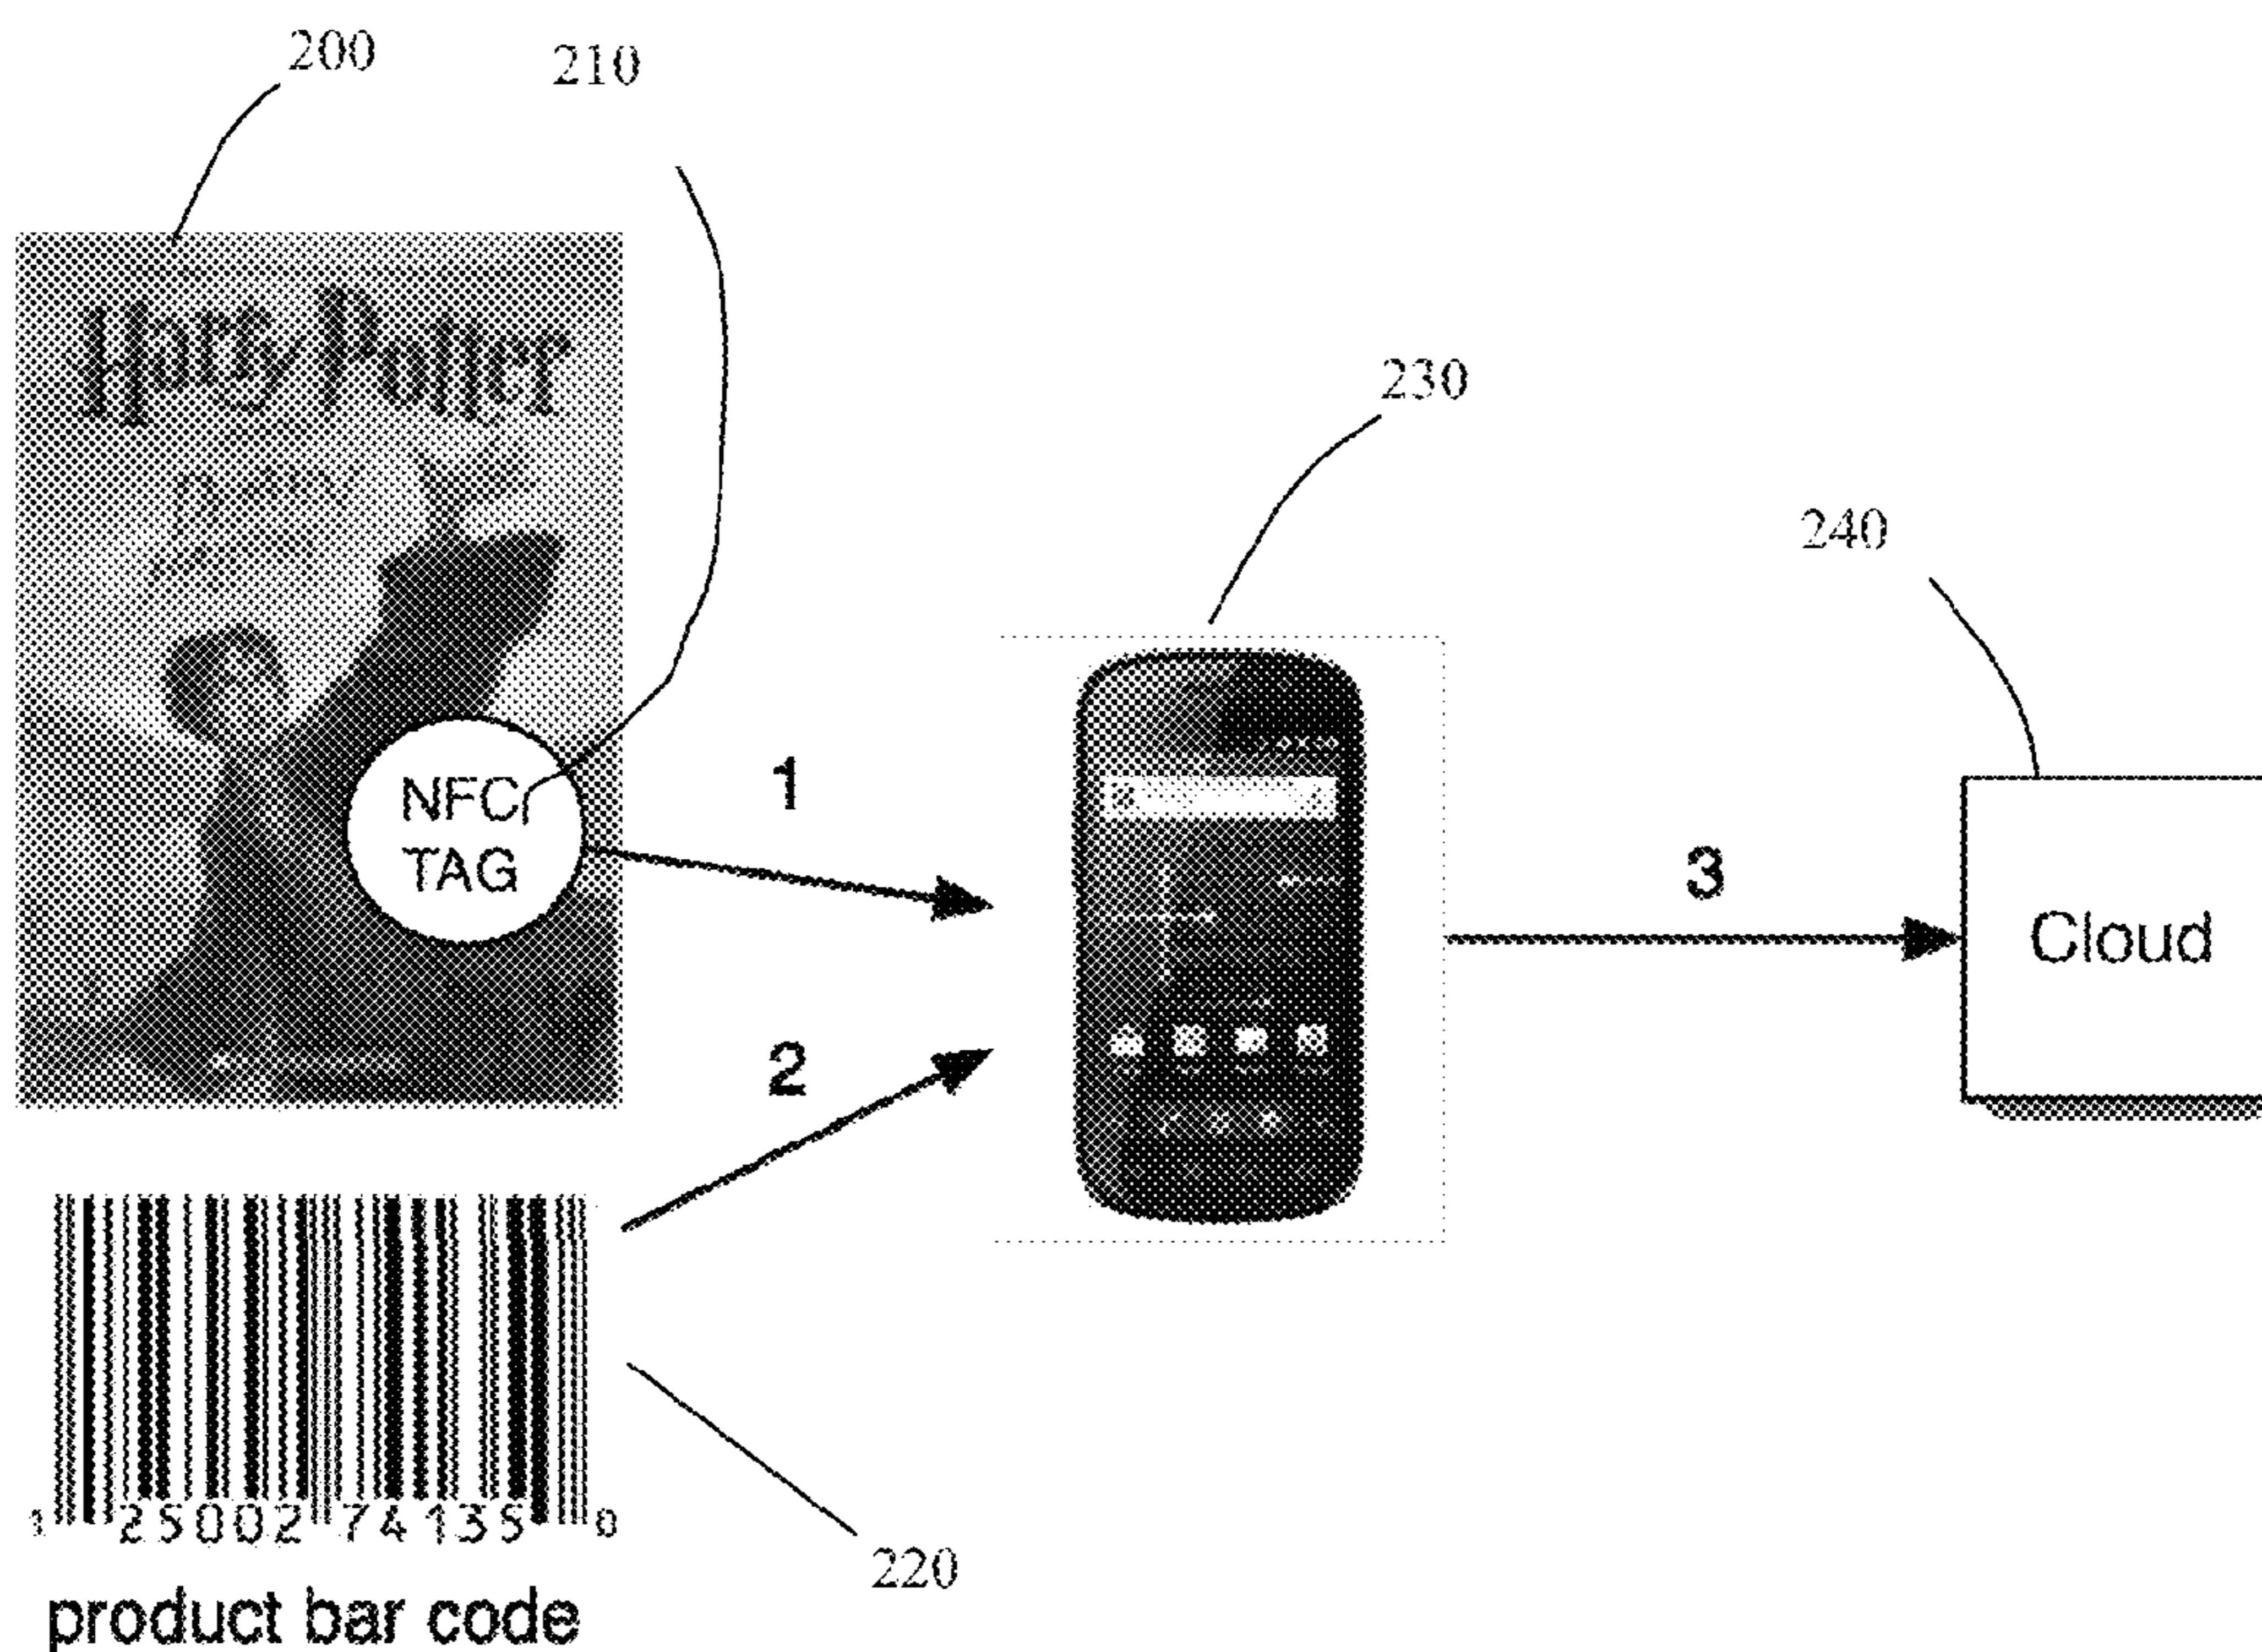 200
210
Harry Potter
230
240
NFC
TAG
1
2
3
Cloud
1 25002 74135 0
220
product bar code